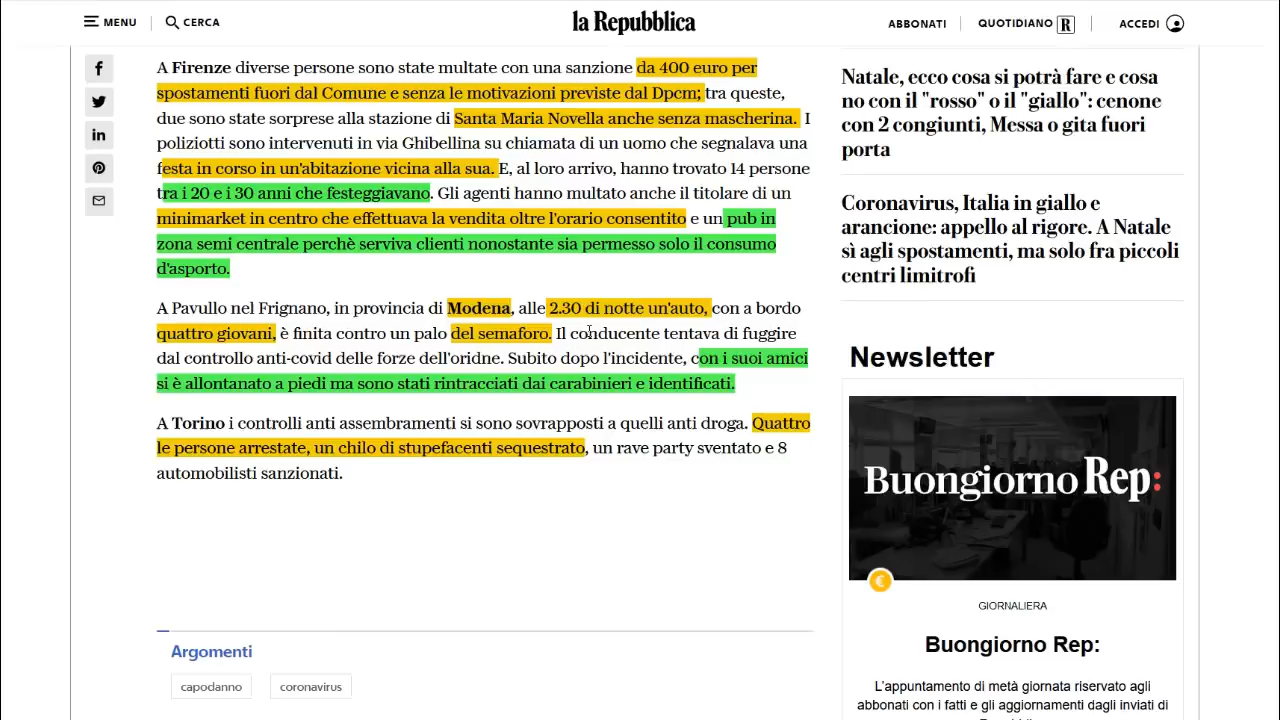 MENU
CERCA
la Repubblica
ABBONATI
QUOTIDIANO R
ACCEDI
A Firenze diverse persone sono state multate con una sanzione da 400 euro per
spostamenti fuori dal Comune e senza le motivazioni previste dal Dpcm; tra queste,
due sono state sorprese alla stazione di Santa Maria Novella anche senza mascherina. I
poliziotti sono intervenuti in via Ghibellina su chiamata di un uomo che segnalava una
festa in corso in un'abitazione vicina alla sua. E, al loro arrivo, hanno trovato 14 persone
tra i 20 e i 30 anni che festeggiavano. Gli agenti hanno multato anche il titolare di un
minimarket in centro che effettuava la vendita oltre l'orario consentito e un pub in
zona semi centrale perchè serviva clienti nonostante sia permesso solo il consumo
d'asporto.
A Pavullo nel Frignano, in provincia di Modena, alle 2.30 di notte un'auto, con a bordo
quattro giovani, è finita contro un palo del semaforo. Il conducente tentava di fuggire
dal controllo anti-covid delle forze dell'oridne. Subito dopo l'incidente, con i suoi amici
si è allontanato a piedi ma sono stati rintracciati dai carabinieri e identificati.
A Torino i controlli anti assembramenti si sono sovrapposti a quelli anti droga. Quattro
le persone arrestate, un chilo di stupefacenti sequestrato, un rave party sventato e 8
automobilisti sanzionati.
Argomenti
capodanno
coronavirus
Natale, ecco cosa si potrà fare e cosa
no con il "rosso" o il "giallo": cenone
con 2 congiunti, Messa o gita fuori
porta
Coronavirus, Italia in giallo e
arancione: appello al rigore. A Natale
sì agli spostamenti, ma solo fra piccoli
centri limitrofi
Newsletter
Buongiorno Rep:
€
GIORNALIERA
Buongiorno Rep:
L'appuntamento di metà giornata riservato agli
abbonati con i fatti e gli aggiornamenti dagli inviati di